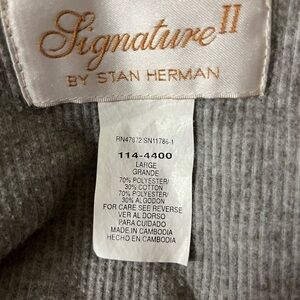 Signature II
BY STAN HERMAN
RN47672 SN11786-1
114-4400
LARGE
GRANDE
70% POLYESTER/
30% COTTON
70% POLYESTER/
30% ALGODON
FOR CARE SEE REVERSE
VER AL DORSO
PARA CUIDADO
MADE IN CAMBODIA
HECHO EN CAMBODIA